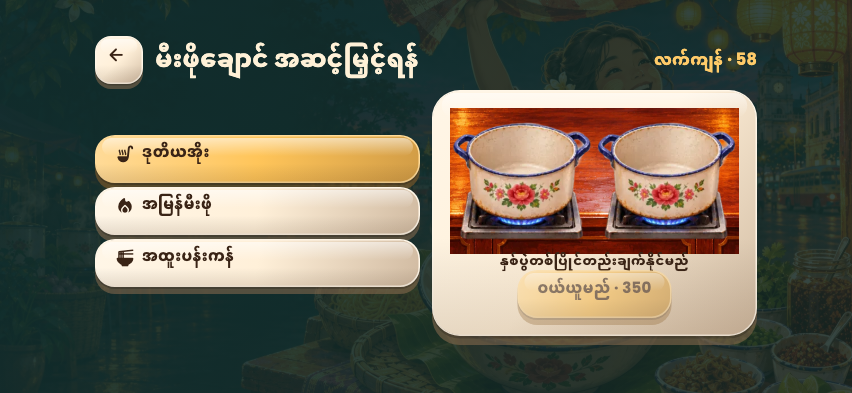 မီးဖိုချောင် အဆင့်မြှင့်ရန်
လက်ကျန် · 58
ဒုတိယအိုး
အမြန်မီးဖို
အထူးပန်းကန်
နှစ်ပွဲတစ်ပြိုင်တည်းချက်နိုင်မည်
ဝယ်ယူမည် · 350